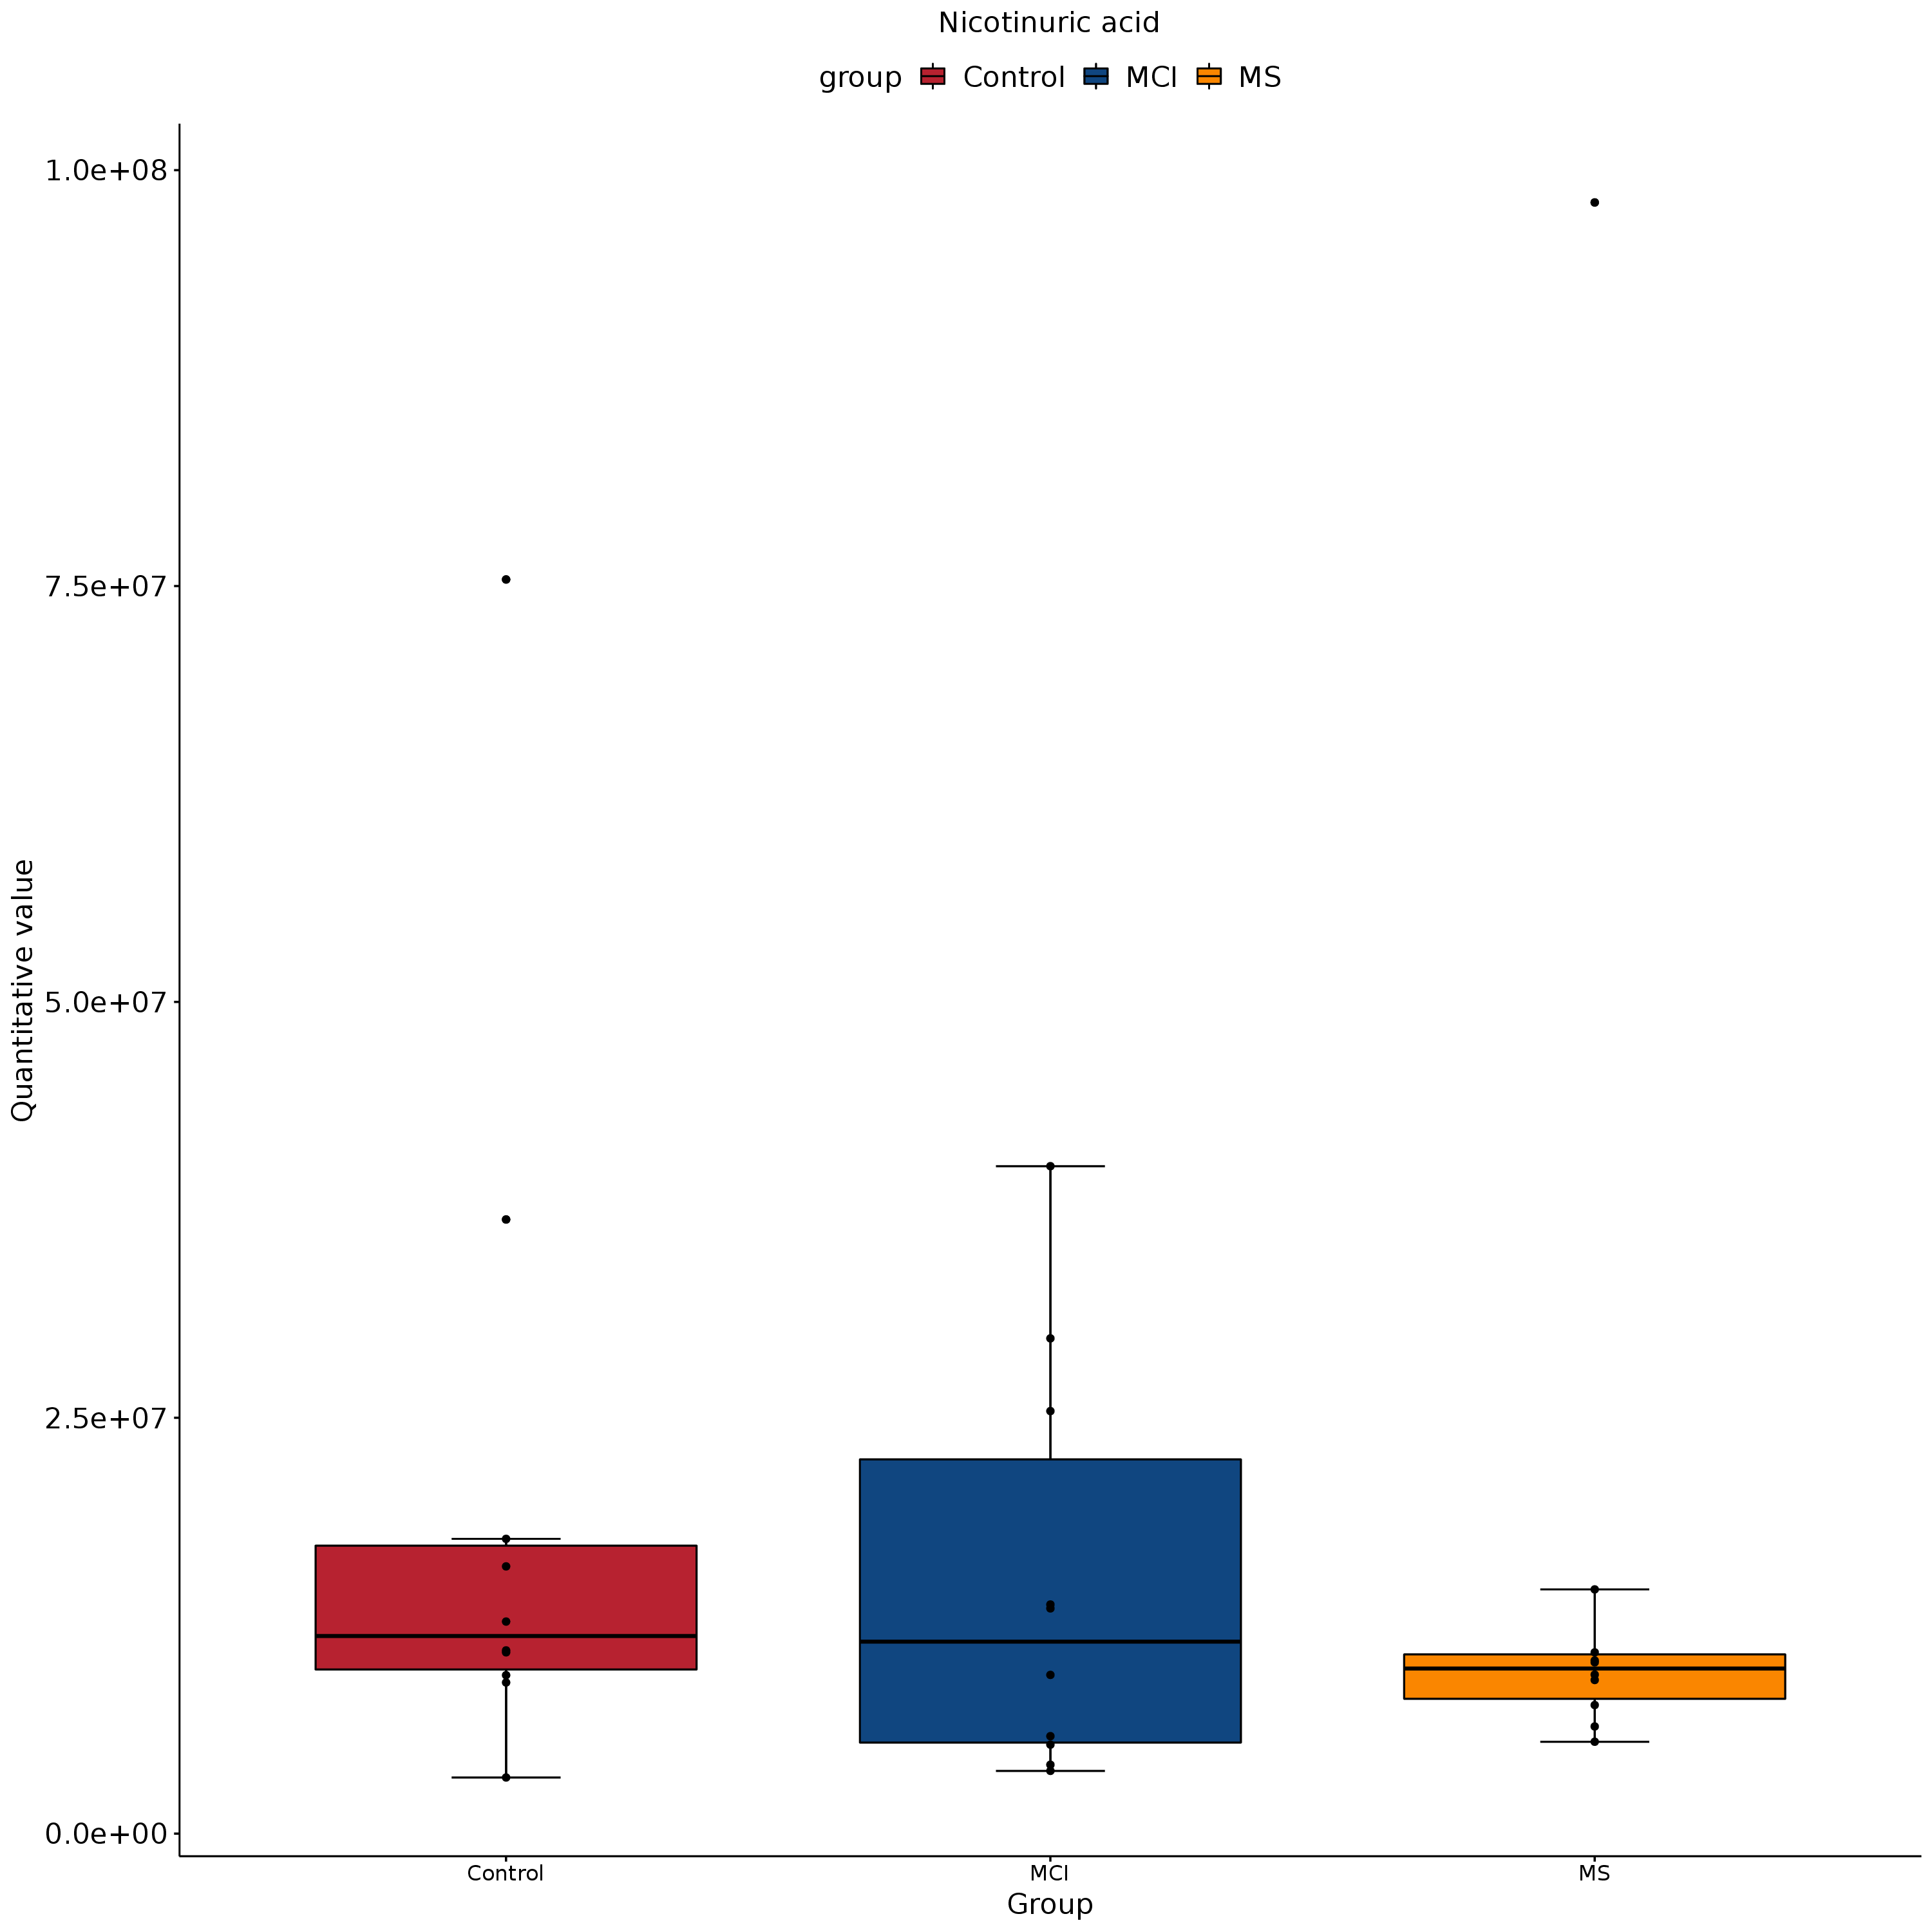 Nicotinuric acid
group Control MCI MS
Quantitative value
1.0e+08
7.5e+07
5.0e+07
2.5e+07
0.0e+00
Control MCI MS
Group